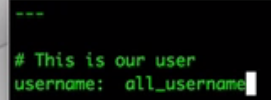 ---
# This is our user
username:  all_username